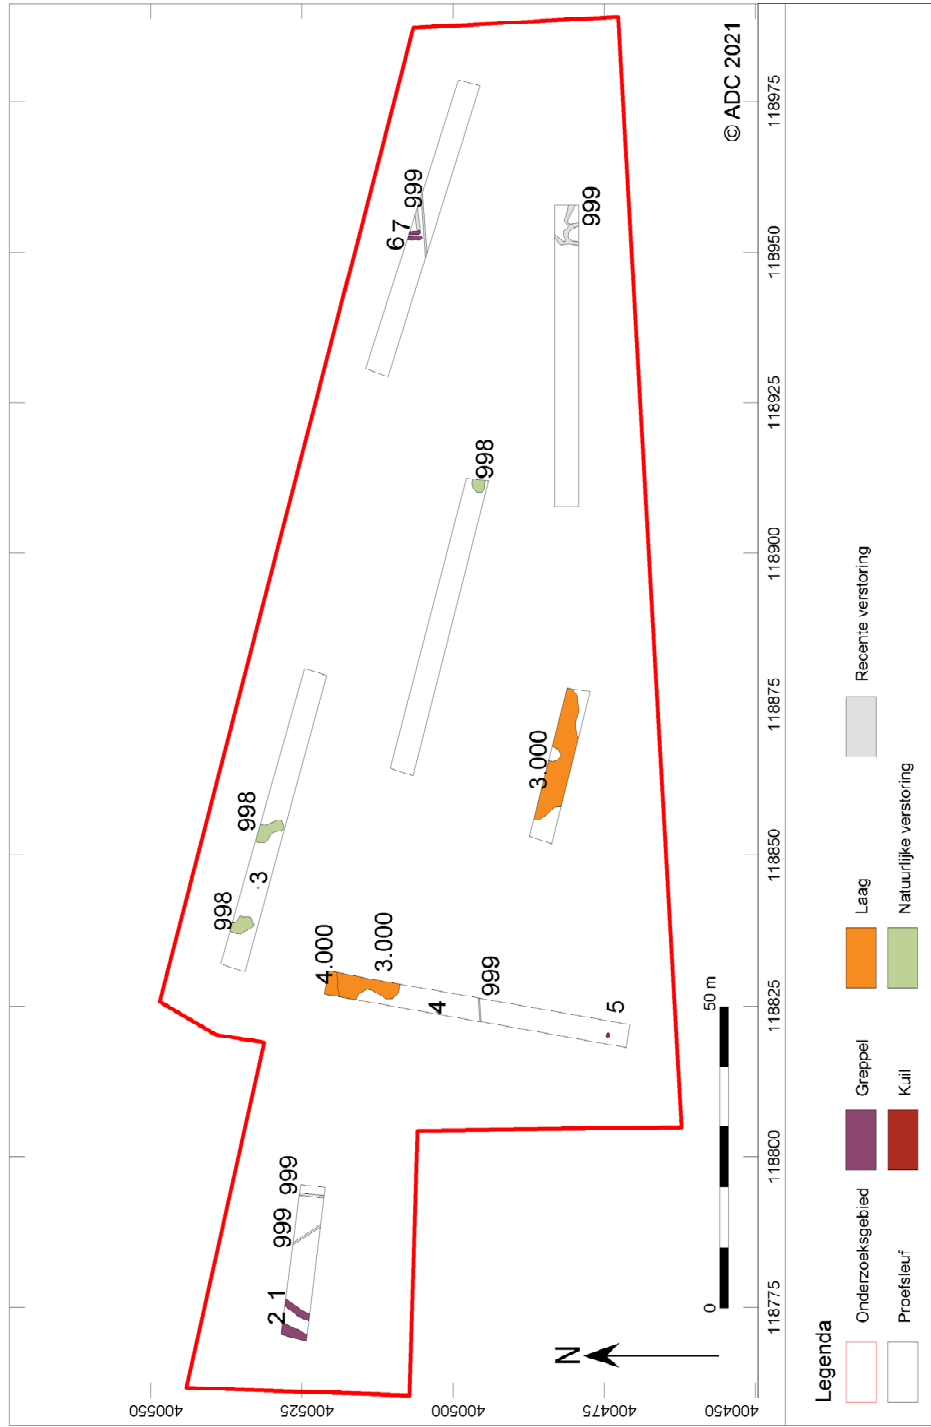 © ADC 2021
400550
400525
400500
400475
400450
118775
118800
118825
118850
118875
118900
118925
118950
118975
2 1
999
999
998
3
998
4.000
3.000
4
999
5
3.000
998
6 7
999
999
N
0
50 m
Legenda
Onderzoeksgebied
Greppel
Laag
Recente verstoring
Proefsleuf
Kuil
Natuurlijke verstoring